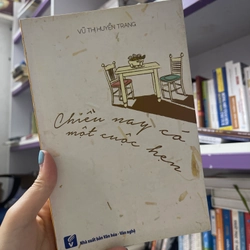 VŨ THỊ HUYỀN TRANG
Chiều nay có
một cuộc hẹn
Nhà xuất bản Văn hóa - Văn nghệ